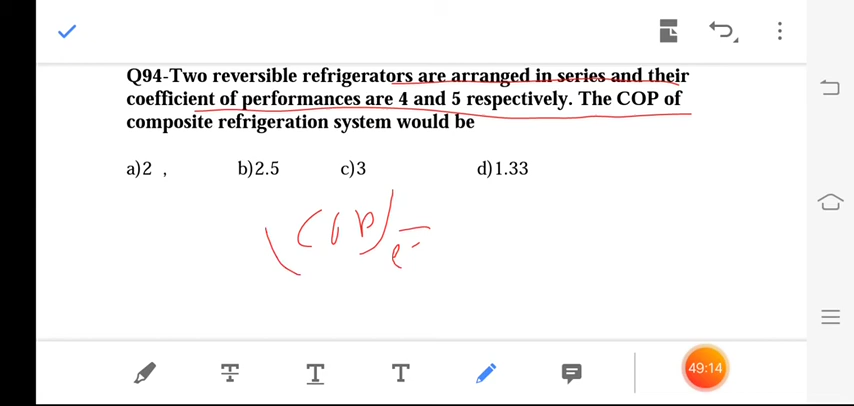 Q94-Two reversible refrigerators are arranged in series and their
coefficient of performances are 4 and 5 respectively. The COP of
composite refrigeration system would be
a)2 , b)2.5 c)3 d)1.33
(COP)
T T T
49:14